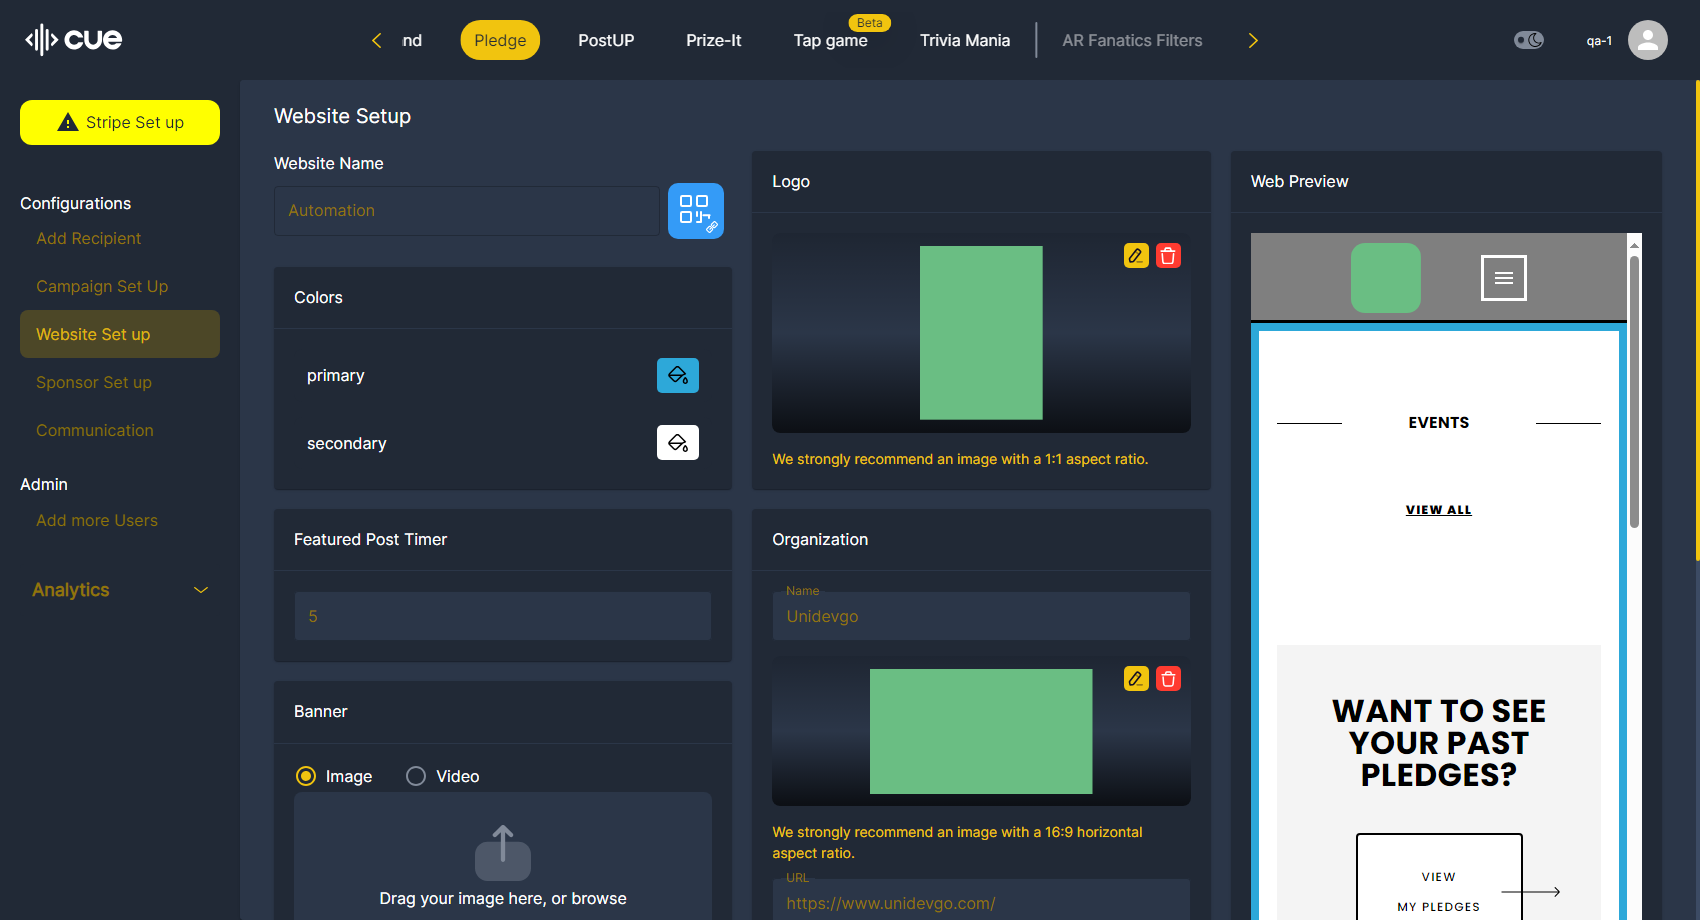 cue
nd
Pledge
PostUP
Prize-It
Tap game
Beta
Trivia Mania
AR Fanatics Filters
qa-1
Stripe Set up
Configurations
Add Recipient
Campaign Set Up
Website Set up
Sponsor Set up
Communication
Admin
Add more Users
Analytics
Website Setup
Website Name
Automation
Colors
primary
secondary
Featured Post Timer
5
Banner
Image
Video
Drag your image here, or browse
Logo
We strongly recommend an image with a 1:1 aspect ratio.
Organization
Name
Unidevgo
We strongly recommend an image with a 16:9 horizontal
aspect ratio.
URL
https://www.unidevgo.com/
Web Preview
EVENTS
VIEW ALL
WANT TO SEE
YOUR PAST
PLEDGES?
VIEW
MY PLEDGES